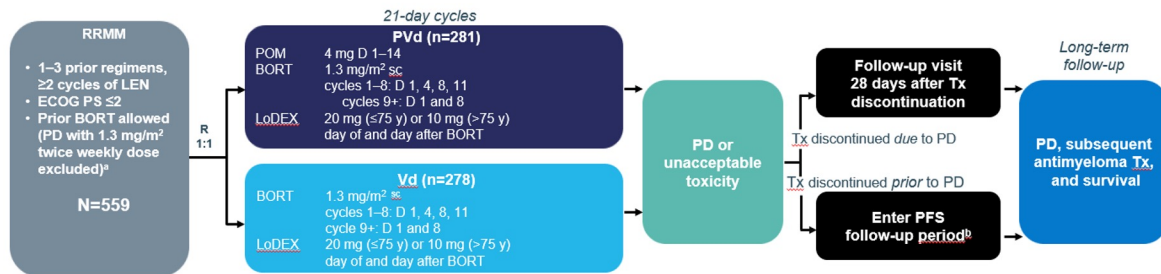 RRMM
• 1–3 prior regimens,
≥2 cycles of LEN
• ECOG PS ≤2
• Prior BORT allowed
(PD with 1.3 mg/m²
twice weekly dose
excluded)ᵃ
N=559
R
1:1
21-day cycles
PVd (n=281)
POM 4 mg D 1–14
BORT 1.3 mg/m² sc
cycles 1–8: D 1, 4, 8, 11
cycles 9+: D 1 and 8
LoDEX 20 mg (≤75 y) or 10 mg (>75 y)
day of and day after BORT
Vd (n=278)
BORT 1.3 mg/m² sc
cycles 1–8: D 1, 4, 8, 11
cycle 9+: D 1 and 8
LoDEX 20 mg (≤75 y) or 10 mg (>75 y)
day of and day after BORT
PD or
unacceptable
toxicity
Follow-up visit
28 days after Tx
discontinuation
Tx discontinued due to PD
Tx discontinued prior to PD
Enter PFS
follow-up periodᵇ
Long-term
follow-up
PD, subsequent
antimyeloma Tx,
and survival